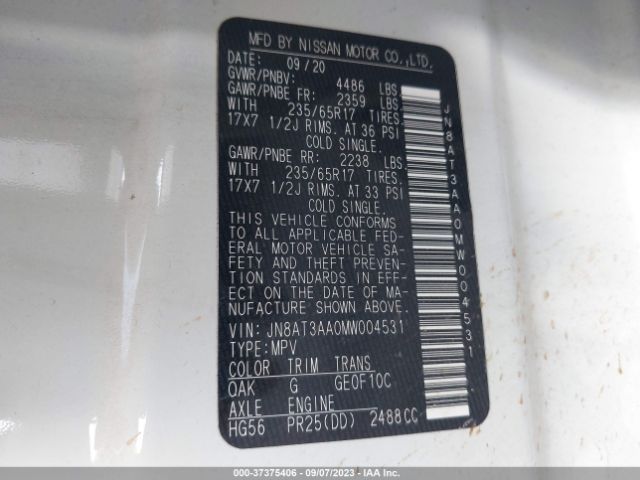 MFD BY NISSAN MOTOR CO.,LTD.
DATE: 09/20
GVWR/PNBV: 4486 LBS
GAWR/PNBE FR: 2359 LBS
WITH 235/65R17 TIRES.
17X7 1/2J RIMS. AT 36 PSI
COLD SINGLE.
GAWR/PNBE RR: 2238 LBS
WITH 235/65R17 TIRES.
17X7 1/2J RIMS. AT 33 PSI
COLD SINGLE.
THIS VEHICLE CONFORMS
TO ALL APPLICABLE FED-
ERAL MOTOR VEHICLE SA-
FETY AND THEFT PREVEN-
TION STANDARDS IN EFF-
ECT ON THE DATE OF MA-
NUFACTURE SHOWN ABOVE.
VIN: JN8AT3AA0MW004531
TYPE:MPV
COLOR TRIM TRANS
OAK G GE0F10C
AXLE ENGINE
HG56 PR25(DD) 2488CC
JN8AT3AA0MW004531
000-37375406 - 09/07/2023 - IAA Inc.